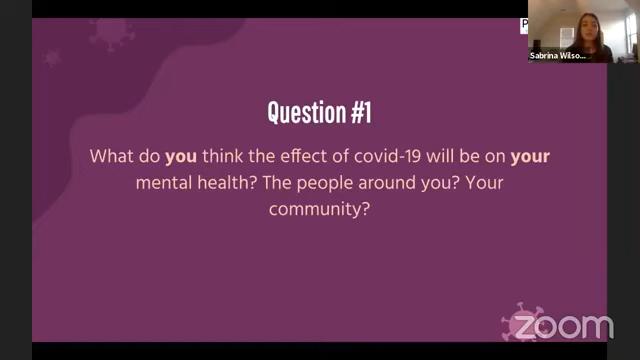 Sabrina Wilso...
Question #1
What do you think the effect of covid-19 will be on your
mental health? The people around you? Your
community?
zoom